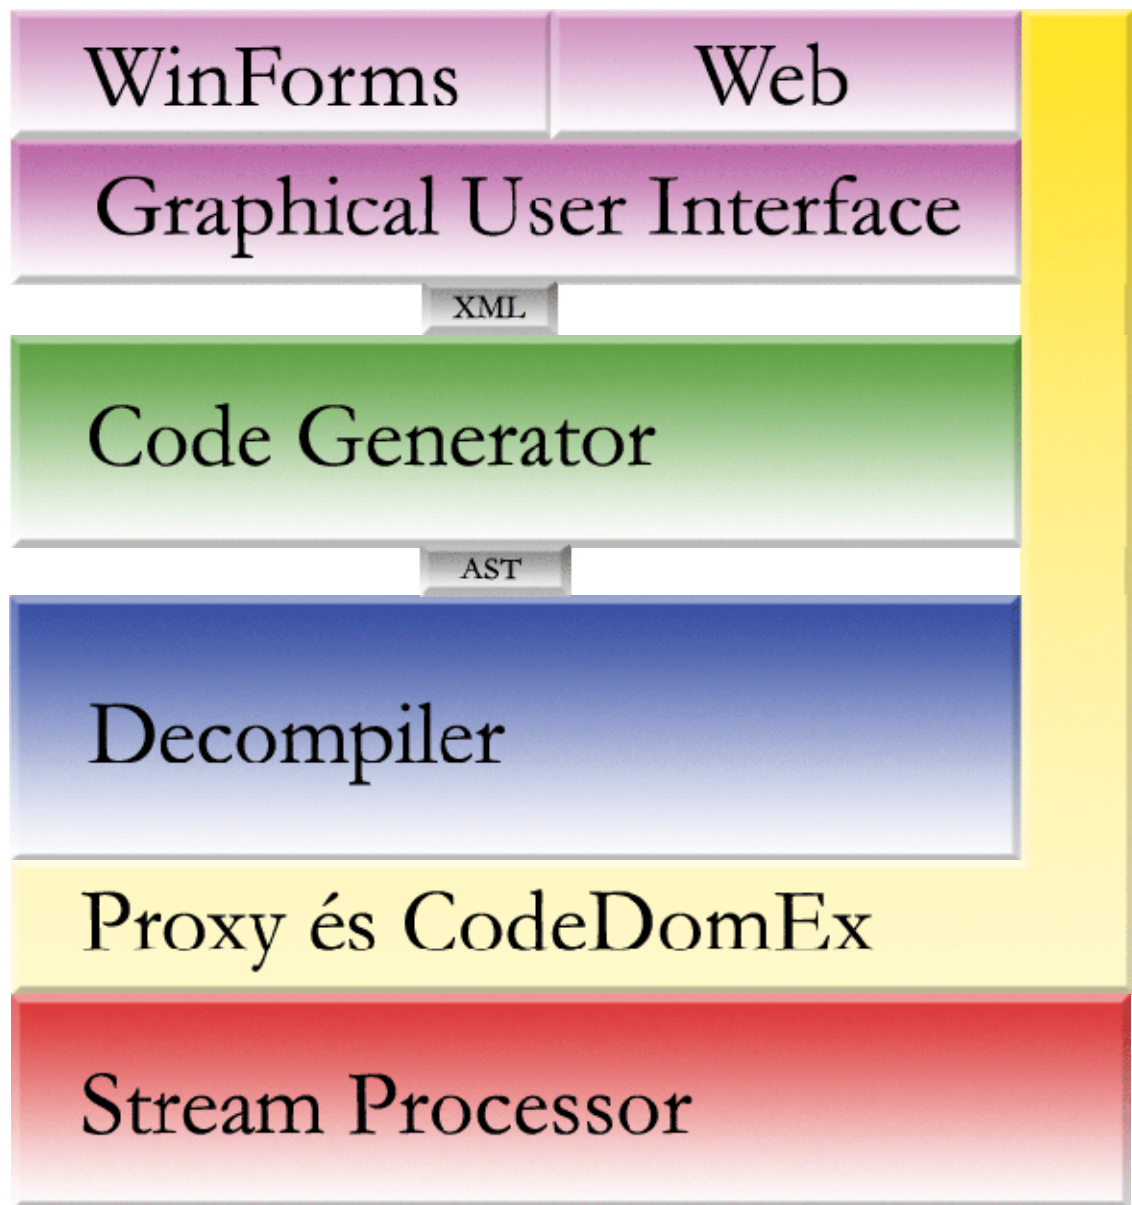 WinForms
Web
Graphical User Interface
XML
Code Generator
AST
Decompiler
Proxy és CodeDomEx
Stream Processor